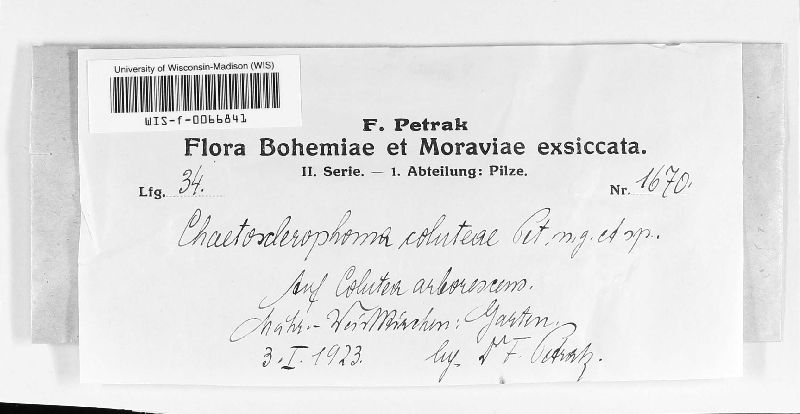 University of Wisconsin-Madison (WIS)
WIS-f-0066841
F. Petrak
Flora Bohemiae et Moraviae exsiccata.
II. Serie. — 1. Abteilung: Pilze.
Lfg. 34.
Nr. 1670.
Chaetosclerophoma coluteae Pet. n. g. et sp.
Auf Colutea arborescens.
Mähr.-Weisskirchen: Garten.
3. I. 1923. leg. Dr F. Petrak.